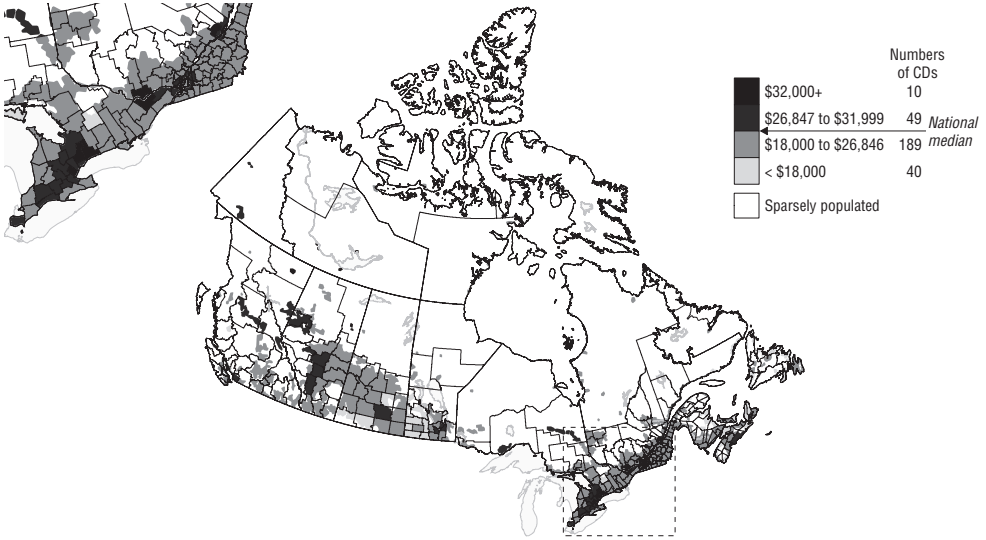 Numbers
of CDs
$32,000+ 10
$26,847 to $31,999 49
National
median
$18,000 to $26,846 189
< $18,000 40
Sparsely populated